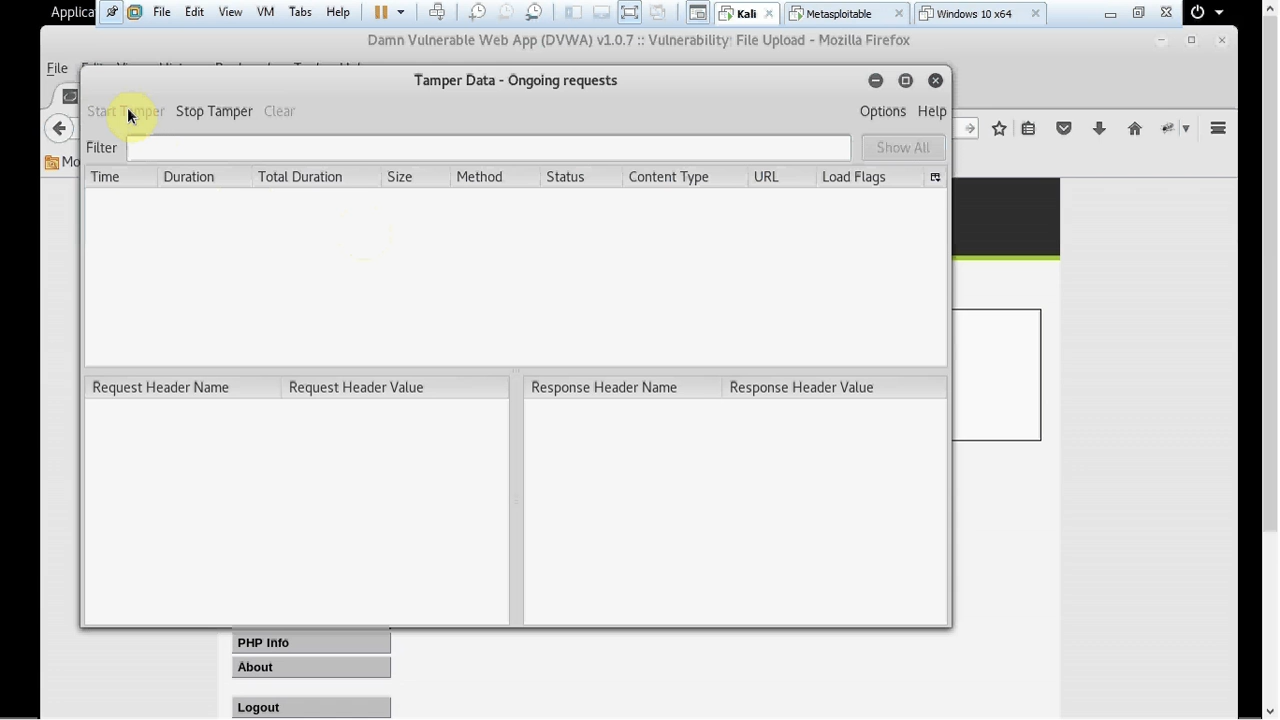 Applica File Edit View VM Tabs Help Kali Metasploitable Windows 10 x64
Damn Vulnerable Web App (DVWA) v1.0.7 :: Vulnerability: File Upload - Mozilla Firefox
File
Tamper Data - Ongoing requests
Start Tamper Stop Tamper Clear Options Help
Filter Show All
Mo
Time Duration Total Duration Size Method Status Content Type URL Load Flags
Request Header Name Request Header Value Response Header Name Response Header Value
PHP Info
About
Logout